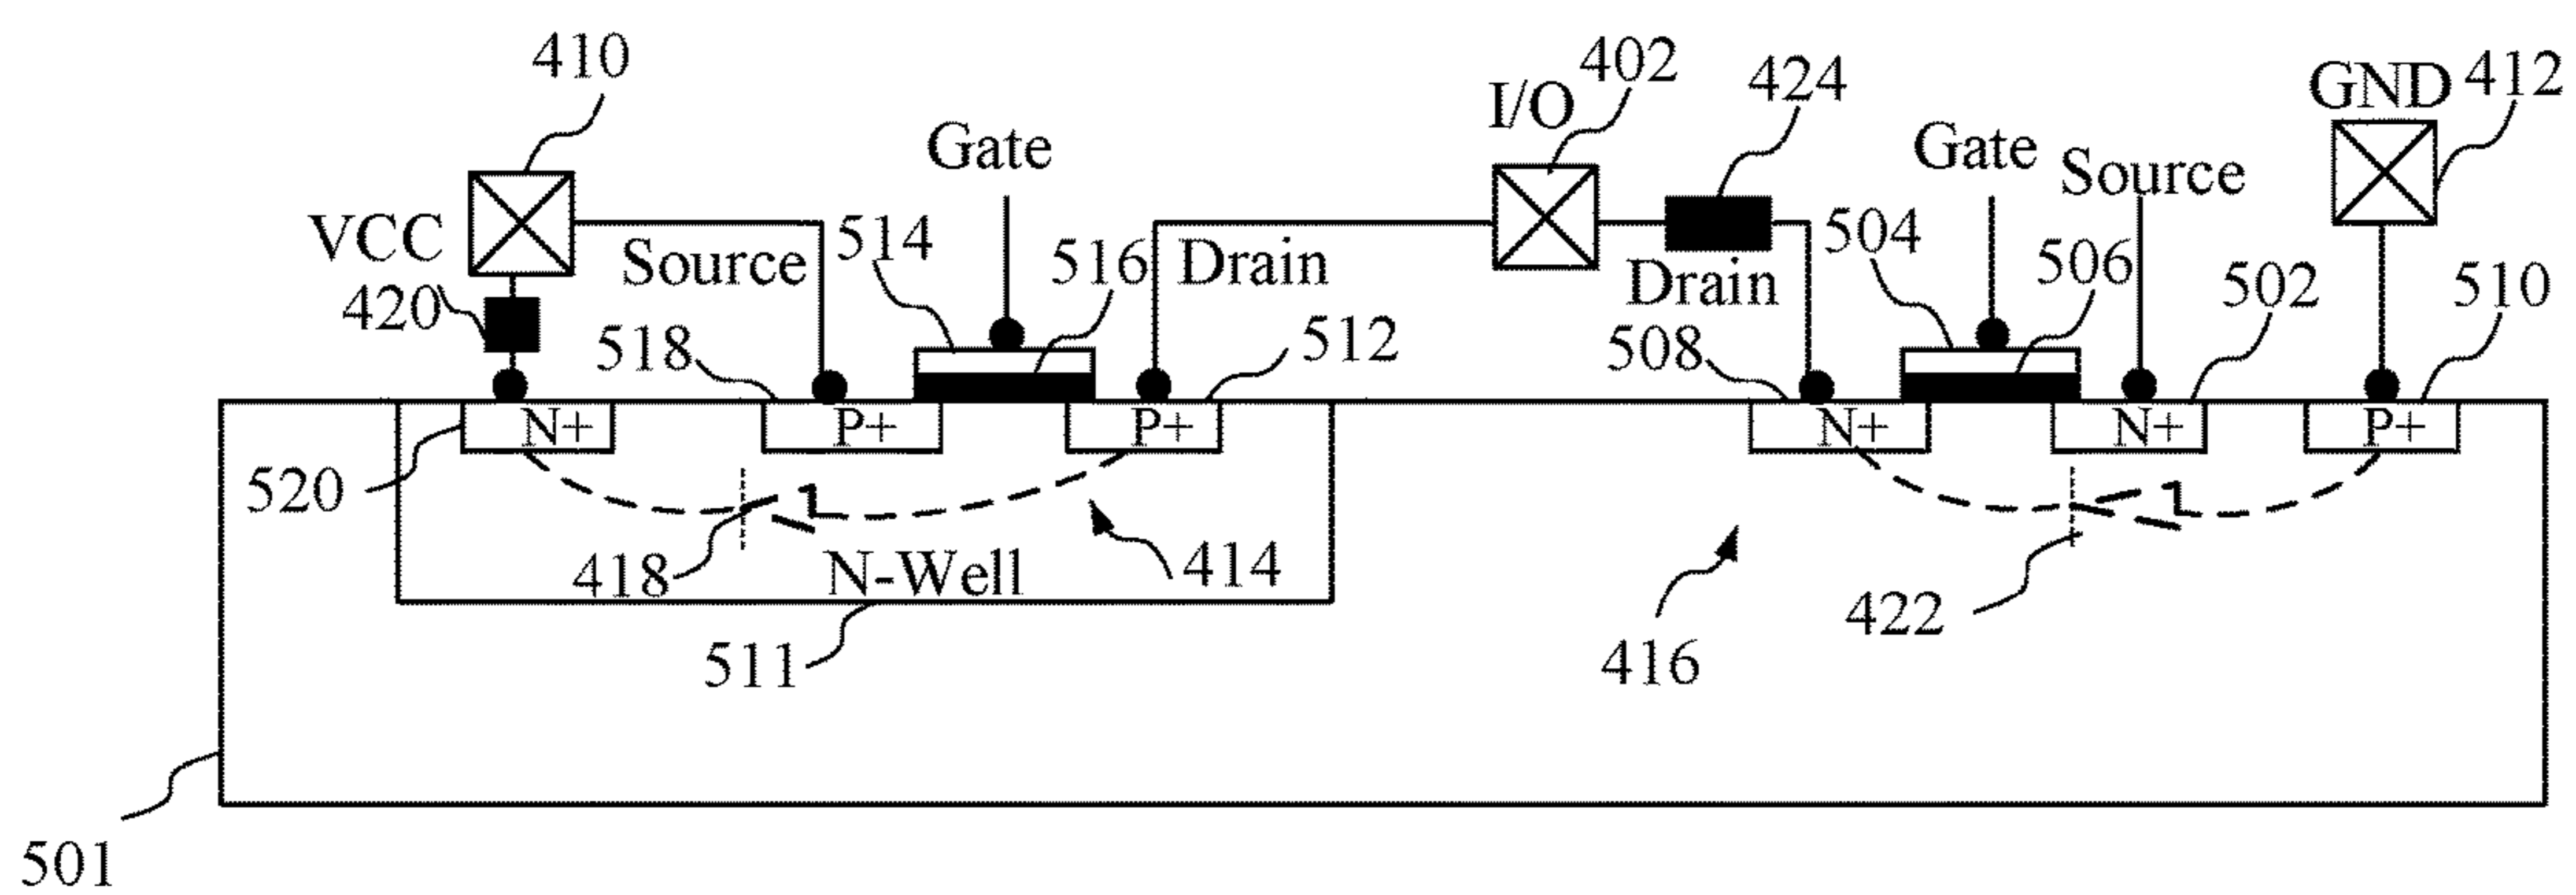 410
402
I/O
424
GND 412
Gate
Gate
Source
VCC
Source
514
516
Drain
Drain
504
506
502
510
420
518
512
508
N+
P+
P+
N+
N+
P+
520
418
N-Well
414
422
416
511
501